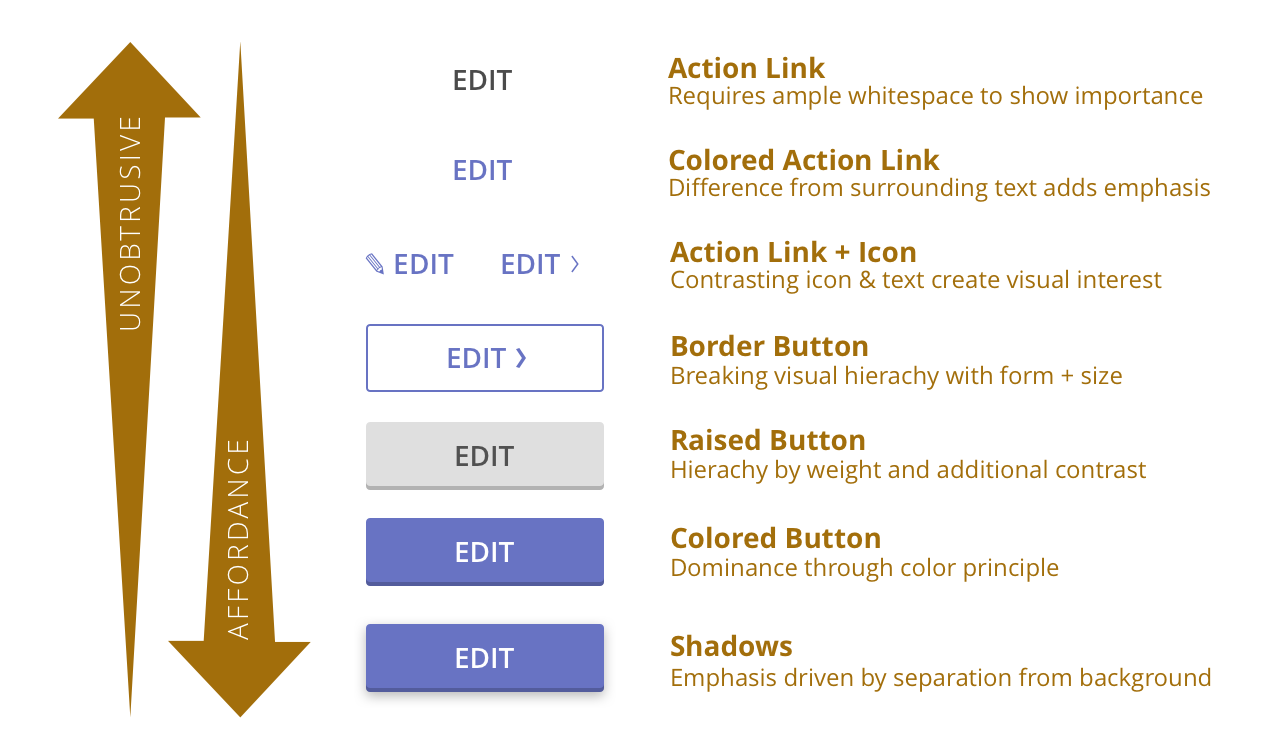 UNOBTRUSIVE
AFFORDANCE
EDIT
Action Link
Requires ample whitespace to show importance
EDIT
Colored Action Link
Difference from surrounding text adds emphasis
✎ EDIT EDIT ›
Action Link + Icon
Contrasting icon & text create visual interest
EDIT ›
Border Button
Breaking visual hierachy with form + size
EDIT
Raised Button
Hierachy by weight and additional contrast
EDIT
Colored Button
Dominance through color principle
EDIT
Shadows
Emphasis driven by separation from background